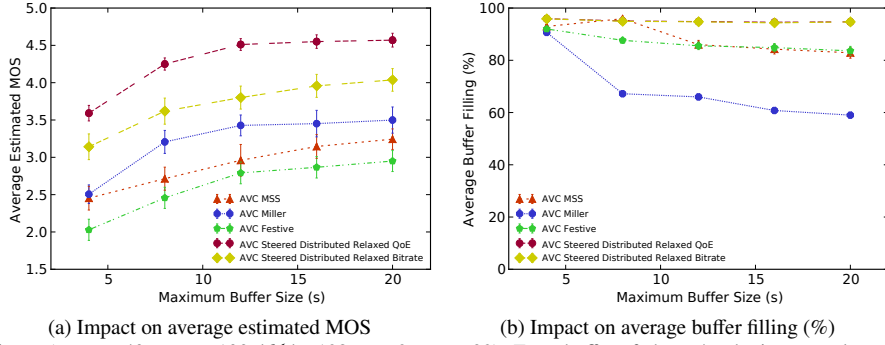 5.0
4.5
4.0
3.5
3.0
2.5
2.0
1.5
Average Estimated MOS
AVC MSS
AVC Miller
AVC Festive
AVC Steered Distributed Relaxed QoE
AVC Steered Distributed Relaxed Bitrate
5 10 15 20
Maximum Buffer Size (s)
(a) Impact on average estimated MOS
100
80
60
40
20
0
Average Buffer Filling (%)
AVC MSS
AVC Miller
AVC Festive
AVC Steered Distributed Relaxed QoE
AVC Steered Distributed Relaxed Bitrate
5 10 15 20
Maximum Buffer Size (s)
(b) Impact on average buffer filling (%)